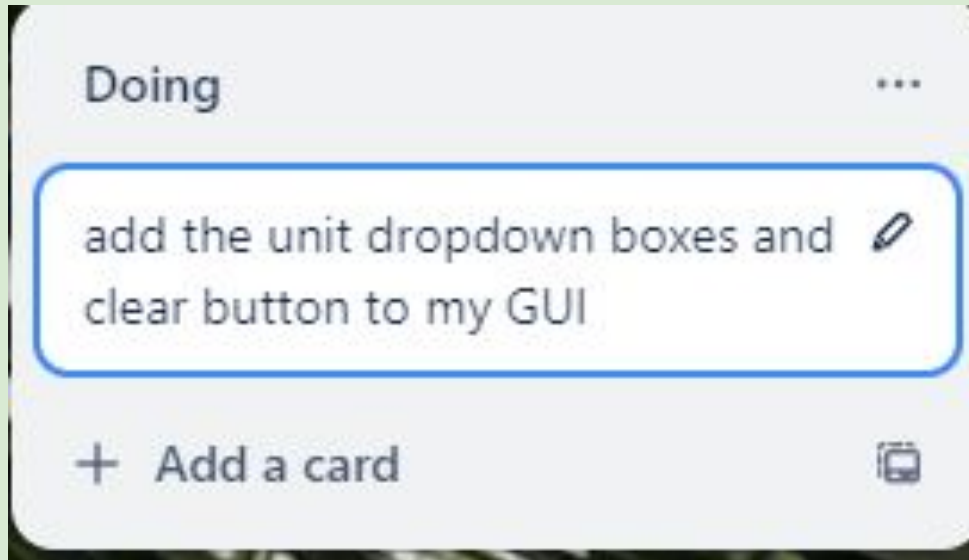 Doing
add the unit dropdown boxes and
clear button to my GUI
+ Add a card